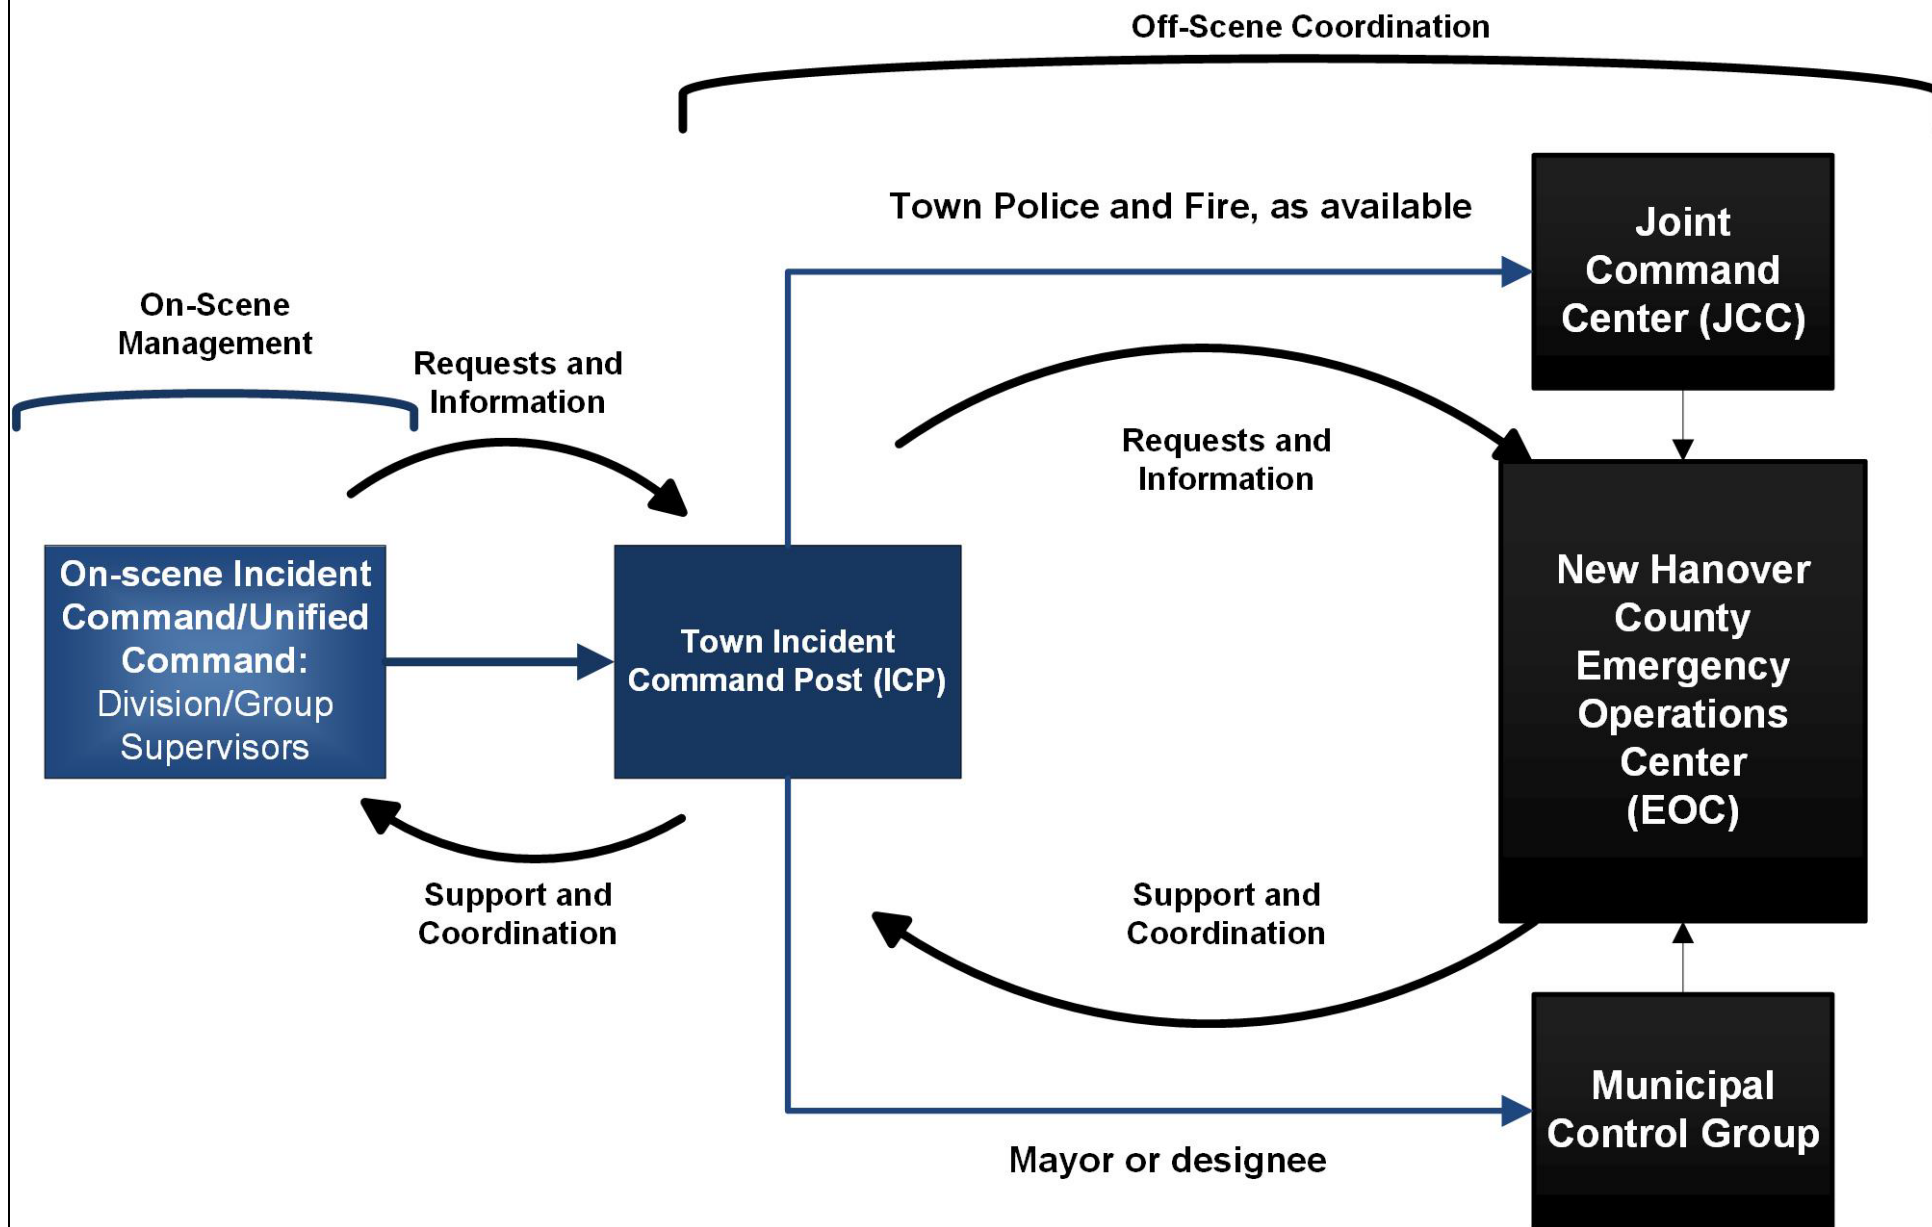 Off-Scene Coordination
Town Police and Fire, as available
Joint
Command
Center (JCC)
On-Scene
Management
Requests and
Information
Requests and
Information
On-scene Incident
Command/Unified
Command:
Division/Group
Supervisors
Town Incident
Command Post (ICP)
New Hanover
County
Emergency
Operations
Center
(EOC)
Support and
Coordination
Support and
Coordination
Municipal
Control Group
Mayor or designee